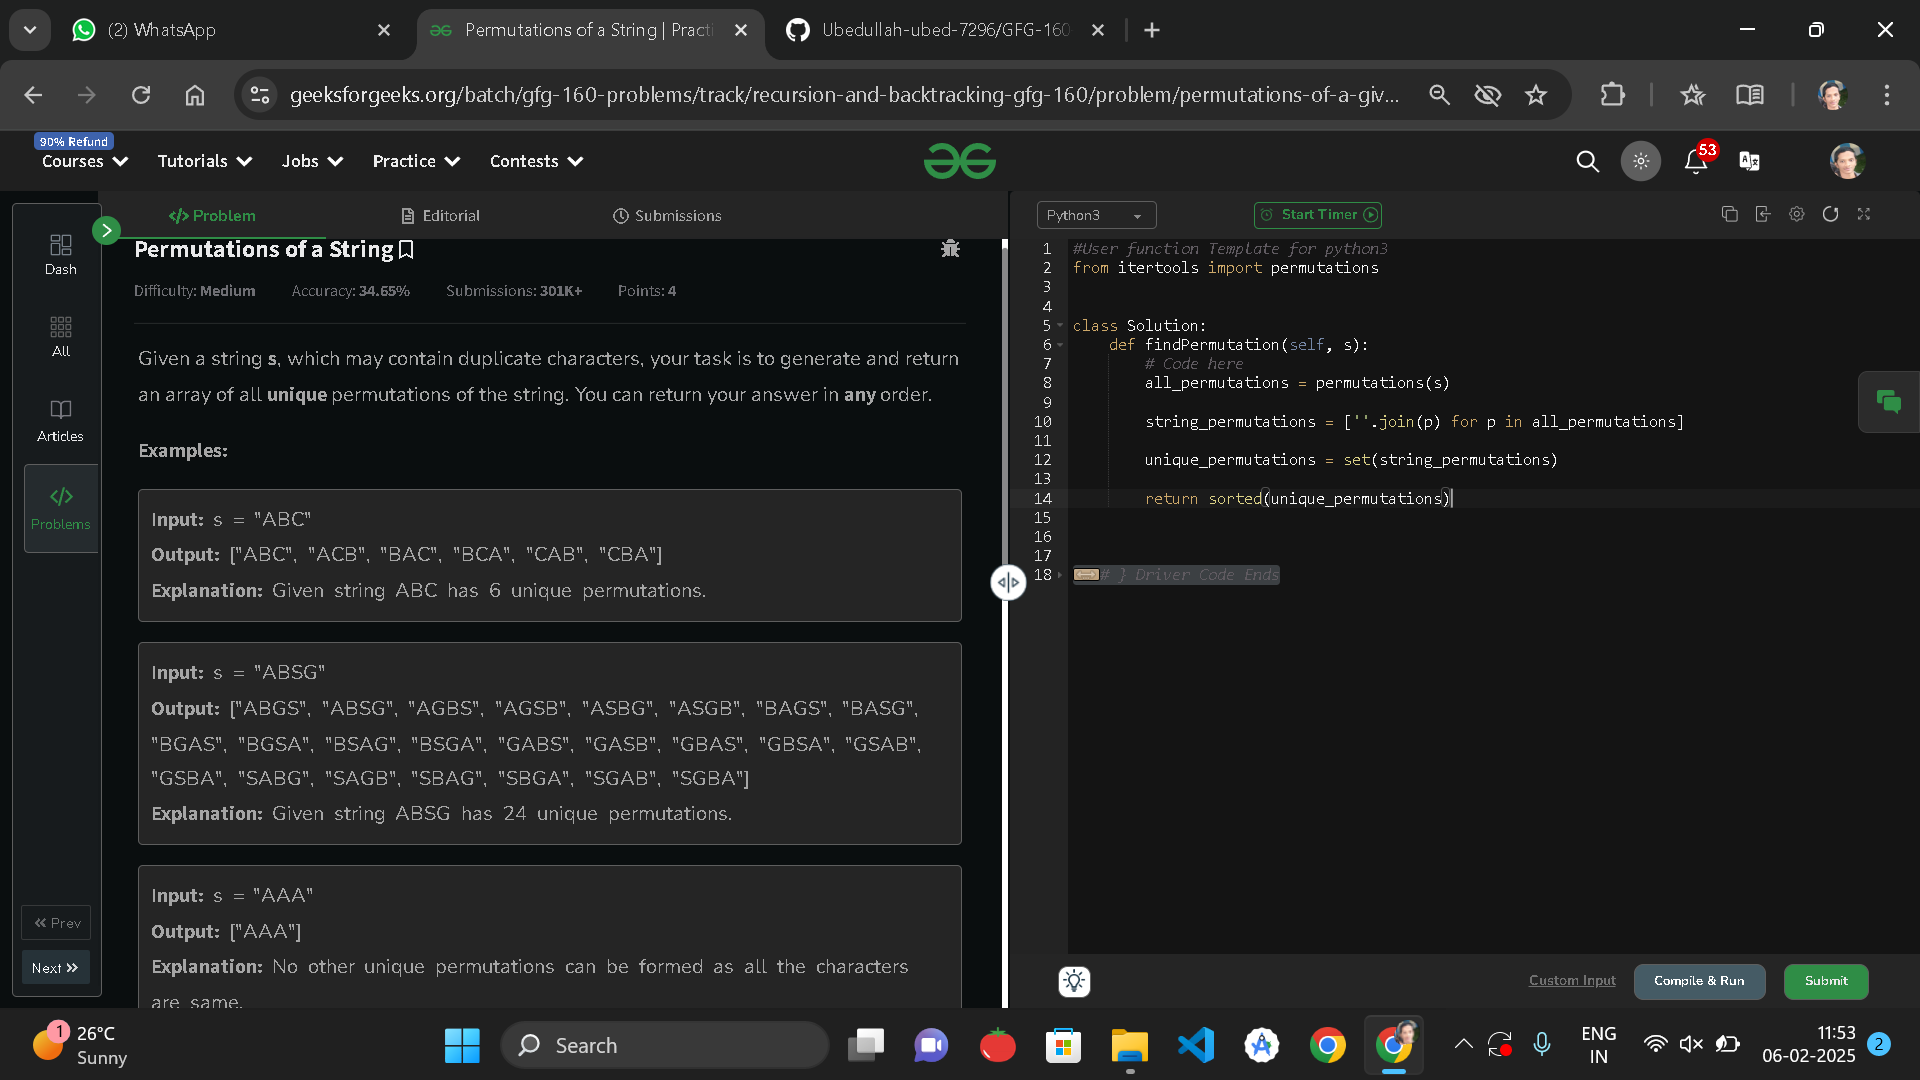 (2) WhatsApp
Permutations of a String | Practi
Ubedullah-ubed-7296/GFG-160
geeksforgeeks.org/batch/gfg-160-problems/track/recursion-and-backtracking-gfg-160/problem/permutations-of-a-giv...
90% Refund
Courses Tutorials Jobs Practice Contests
53
Dash
All
Articles
Problems
<< Prev
Next >>
</> Problem Editorial Submissions
Permutations of a String
Difficulty: Medium Accuracy: 34.65% Submissions: 301K+ Points: 4
Given a string s, which may contain duplicate characters, your task is to generate and return
an array of all unique permutations of the string. You can return your answer in any order.
Examples:
Input: s = "ABC"
Output: ["ABC", "ACB", "BAC", "BCA", "CAB", "CBA"]
Explanation: Given string ABC has 6 unique permutations.
Input: s = "ABSG"
Output: ["ABGS", "ABSG", "AGBS", "AGSB", "ASBG", "ASGB", "BAGS", "BASG",
"BGAS", "BGSA", "BSAG", "BSGA", "GABS", "GASB", "GBAS", "GBSA", "GSAB",
"GSBA", "SABG", "SAGB", "SBAG", "SBGA", "SGAB", "SGBA"]
Explanation: Given string ABSG has 24 unique permutations.
Input: s = "AAA"
Output: ["AAA"]
Explanation: No other unique permutations can be formed as all the characters
are same.
Python3 Start Timer
1 #User function Template for python3
2 from itertools import permutations
3
4
5 class Solution:
6 def findPermutation(self, s):
7 # Code here
8 all_permutations = permutations(s)
9
10 string_permutations = [''.join(p) for p in all_permutations]
11
12 unique_permutations = set(string_permutations)
13
14 return sorted(unique_permutations)
15
16
17
18 # } Driver Code Ends
Custom Input Compile & Run Submit
1
26°C
Sunny
Search
ENG
IN
11:53
06-02-2025
2